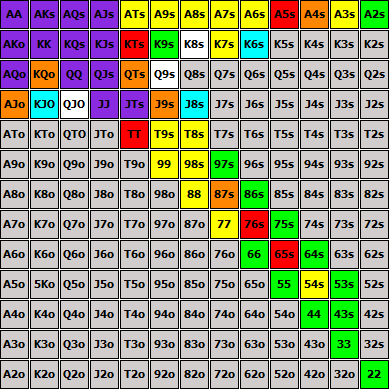 AA AKs AQs AJs ATs A9s A8s A7s A6s A5s A4s A3s A2s
AKo KK KQs KJs KTs K9s K8s K7s K6s K5s K4s K3s K2s
AQo KQo QQ QJs QTs Q9s Q8s Q7s Q6s Q5s Q4s Q3s Q2s
AJo KJO QJO JJ JTs J9s J8s J7s J6s J5s J4s J3s J2s
ATo KTo QTO JTo TT T9s T8s T7s T6s T5s T4s T3s T2s
A9o K9o Q9o J9o T9o 99 98s 97s 96s 95s 94s 93s 92s
A8o K8o Q8o J8o T8o 98o 88 87s 86s 85s 84s 83s 82s
A7o K7o Q7o J7o T7o 97o 87o 77 76s 75s 74s 73s 72s
A6o K6o Q6o J6o T6o 96o 86o 76o 66 65s 64s 63s 62s
A5o 5Ko Q5o J5o T5o 95o 85o 75o 65o 55 54s 53s 52s
A4o K4o Q4o J4o T4o 94o 84o 74o 64o 54o 44 43s 42s
A3o K3o Q3o J3o T3o 93o 83o 73o 63o 53o 43o 33 32s
A2o K2o Q2o J2o T2o 92o 82o 72o 62o 52o 42o 32o 22